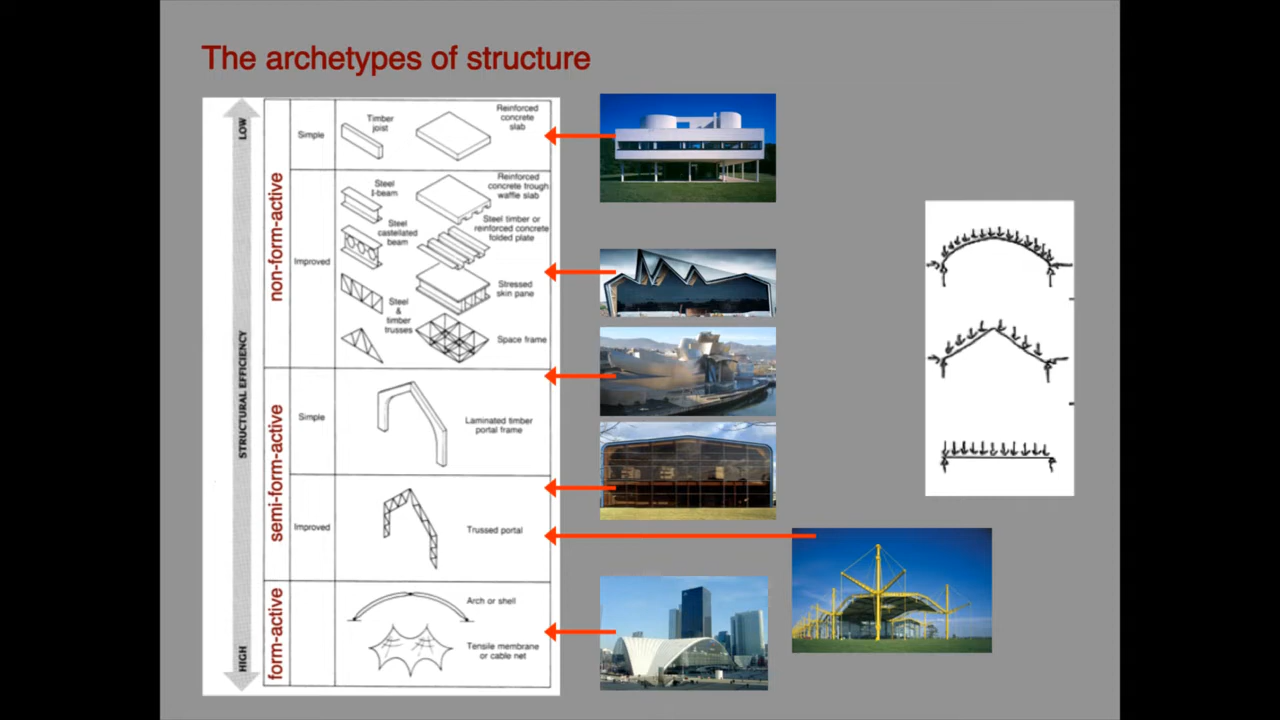 The archetypes of structure
LOW
STRUCTURAL EFFICIENCY
HIGH
non-form-active
semi-form-active
form-active
Simple
Timber
joist
Reinforced
concrete
slab
Improved
Steel
I-beam
Reinforced
concrete trough
waffle slab
Steel
castellated
beam
Steel timber or
reinforced concrete
folded plate
Stressed
skin pane
Steel
&
timber
trusses
Space frame
Simple
Laminated timber
portal frame
Improved
Trussed portal
Arch or shell
Tensile membrane
or cable net